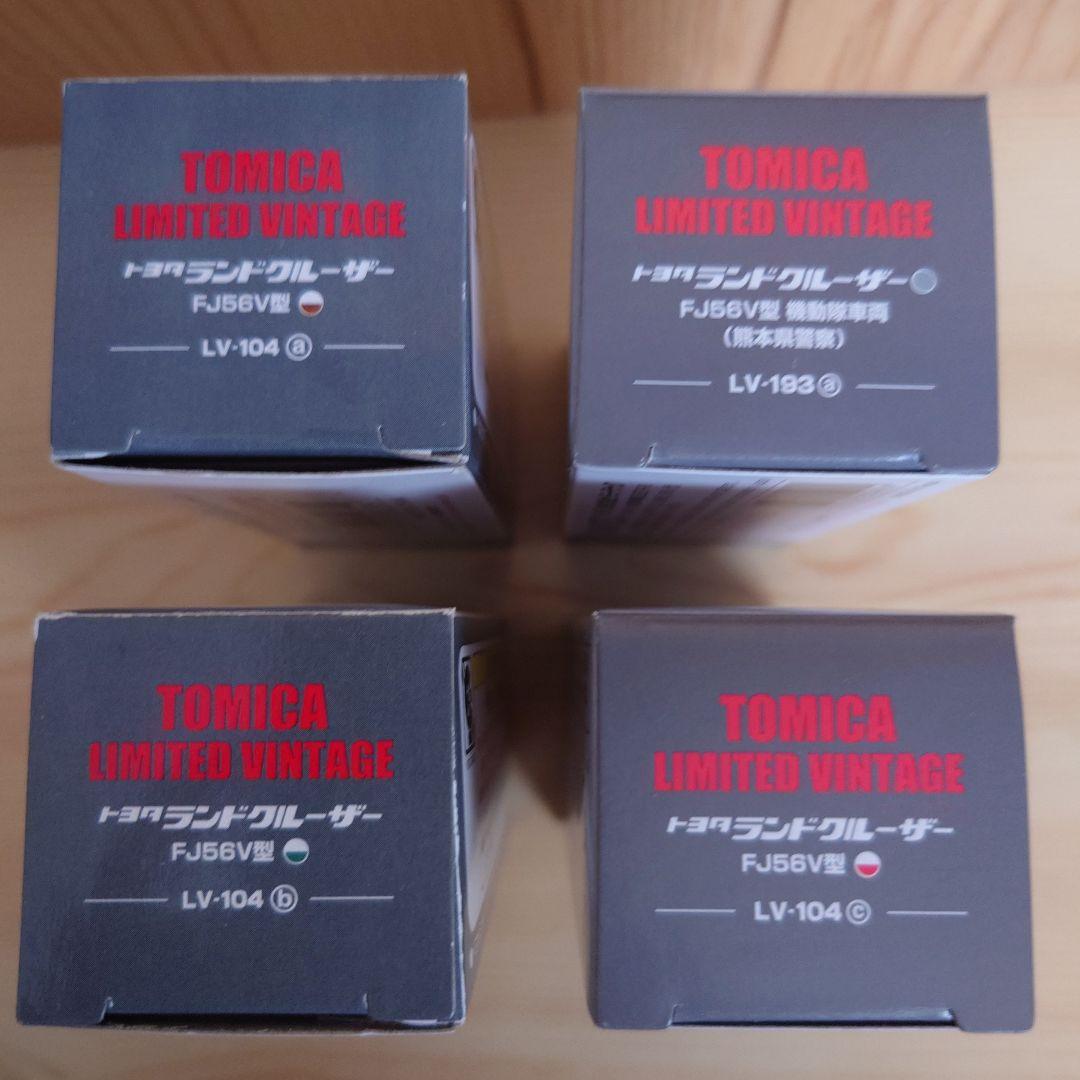 TOMICA
LIMITED VINTAGE
トヨタ ランドクルーザー
FJ56V型
LV-104 ⓐ
TOMICA
LIMITED VINTAGE
トヨタ ランドクルーザー
FJ56V型 機動隊車両
(熊本県警察)
LV-193 ⓐ
TOMICA
LIMITED VINTAGE
トヨタ ランドクルーザー
FJ56V型
LV-104 ⓑ
TOMICA
LIMITED VINTAGE
トヨタ ランドクルーザー
FJ56V型
LV-104 ⓒ